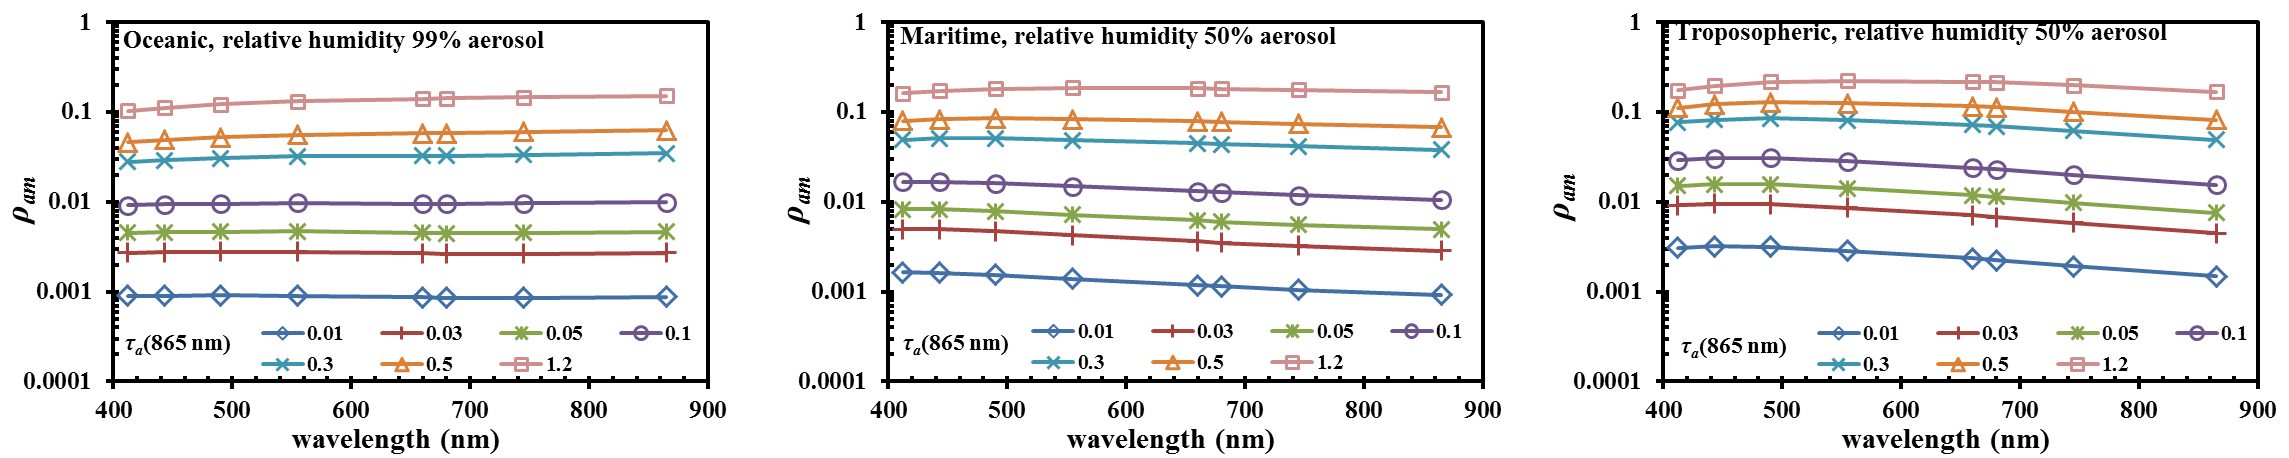 1
Oceanic, relative humidity 99% aerosol
0.1
0.01
0.001
0.0001
ρam
τa(865 nm)
0.01 0.03 0.05 0.1
0.3 0.5 1.2
400 500 600 700 800 900
wavelength (nm)
1
Maritime, relative humidity 50% aerosol
0.1
0.01
0.001
0.0001
ρam
τa(865 nm)
0.01 0.03 0.05 0.1
0.3 0.5 1.2
400 500 600 700 800 900
wavelength (nm)
1
Troposopheric, relative humidity 50% aerosol
0.1
0.01
0.001
0.0001
ρam
τa(865 nm)
0.01 0.03 0.05 0.1
0.3 0.5 1.2
400 500 600 700 800 900
wavelength (nm)